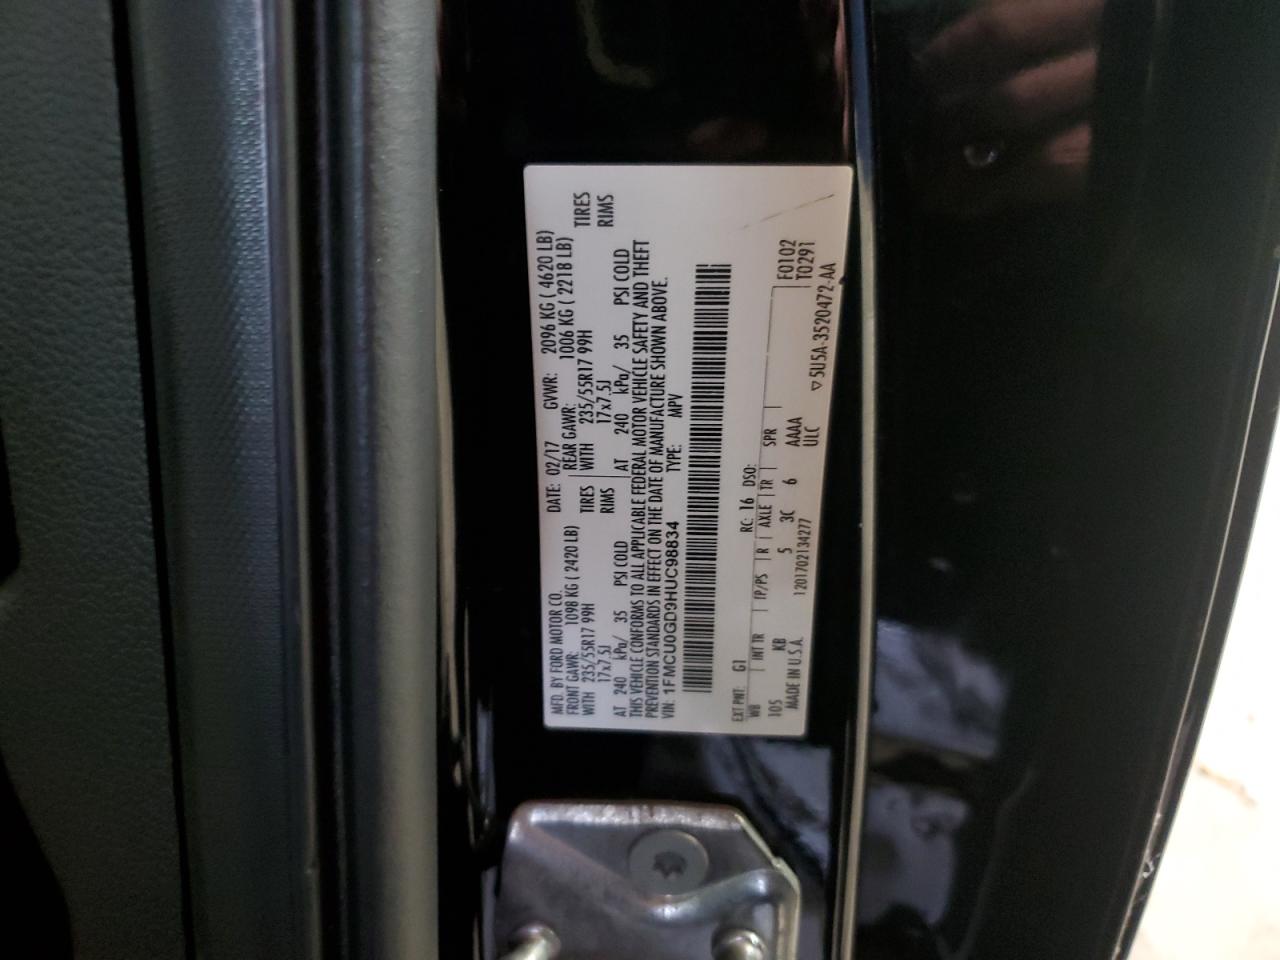 MFD. BY FORD MOTOR CO.
DATE: 02/17 GVWR: 2096 KG ( 4620 LB)
FRONT GAWR: 1098 KG ( 2420 LB) REAR GAWR: 1006 KG ( 2218 LB)
WITH 235/55R17 99H TIRES WITH 235/55R17 99H TIRES
17x7.5J RIMS 17x7.5J RIMS
AT 240 kPa/ 35 PSI COLD AT 240 kPa/ 35 PSI COLD
THIS VEHICLE CONFORMS TO ALL APPLICABLE FEDERAL MOTOR VEHICLE SAFETY AND THEFT
PREVENTION STANDARDS IN EFFECT ON THE DATE OF MANUFACTURE SHOWN ABOVE.
VIN: 1FMCU0GD9HUC98834 TYPE: MPV
EXT PNT: G1 RC: 16 DSO:
WB INT TR TP/PS R AXLE TR SPR F0102
105 KB 5 3C 6 AAAA T0291
MADE IN U.S.A. 1201702134277 ULC
▽5U5A-3520472-AA